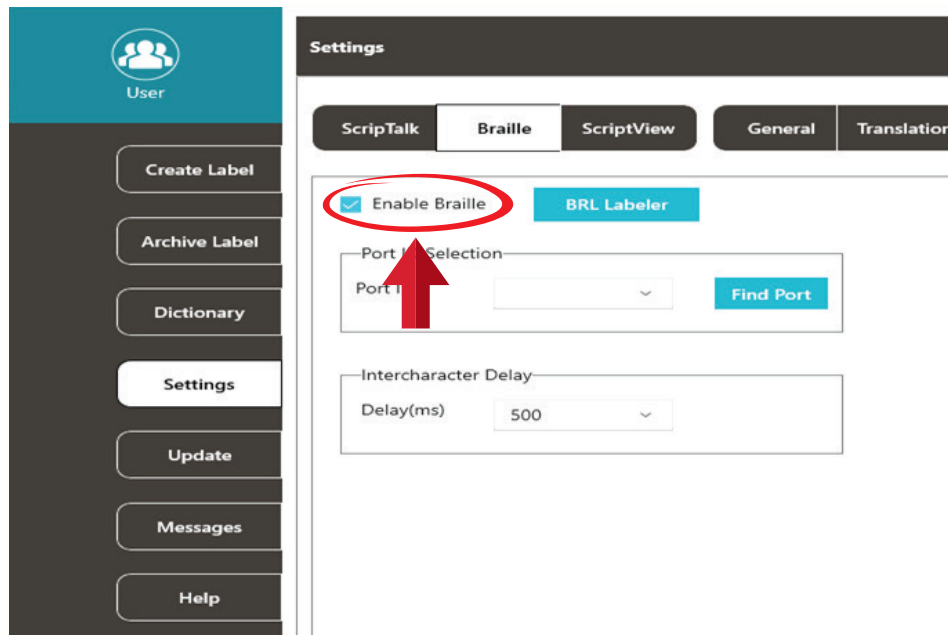 User
Create Label
Archive Label
Dictionary
Settings
Update
Messages
Help
Settings
ScripTalk Braille ScriptView General Translation
Enable Braille BRL Labeler
Port Selection
Port
Find Port
Intercharacter Delay
Delay(ms) 500